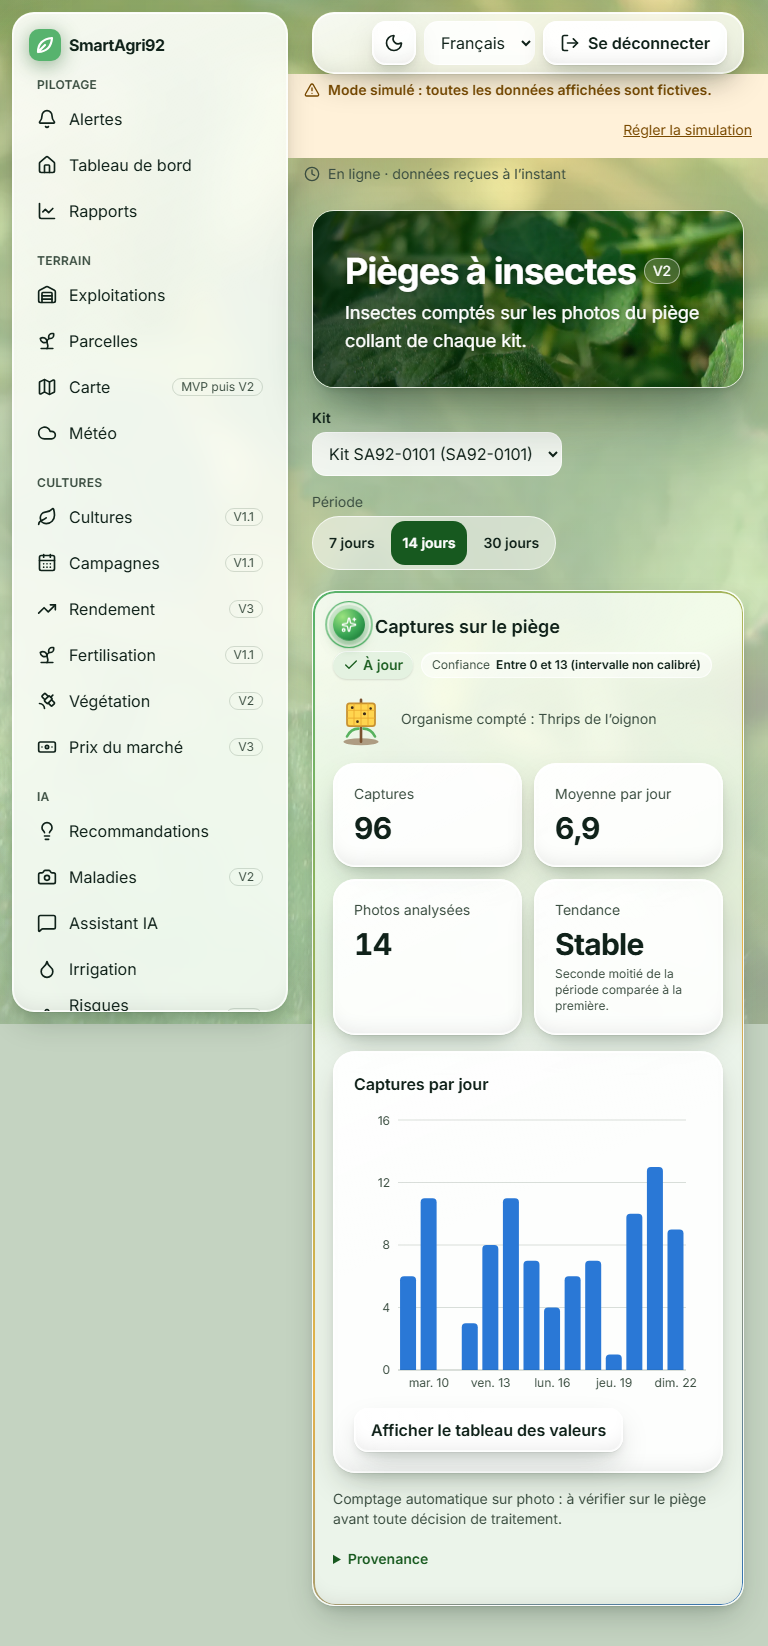 SmartAgri92
PILOTAGE
Alertes
Tableau de bord
Rapports
TERRAIN
Exploitations
Parcelles
Carte MVP puis V2
Météo
CULTURES
Cultures V1.1
Campagnes V1.1
Rendement V3
Fertilisation V1.1
Végétation V2
Prix du marché V3
IA
Recommandations
Maladies V2
Assistant IA
Irrigation
Risques
Français
Se déconnecter
Mode simulé : toutes les données affichées sont fictives.
Régler la simulation
En ligne · données reçues à l’instant
Pièges à insectes V2
Insectes comptés sur les photos du piège
collant de chaque kit.
Kit
Kit SA92-0101 (SA92-0101)
Période
7 jours 14 jours 30 jours
Captures sur le piège
À jour Confiance Entre 0 et 13 (intervalle non calibré)
Organisme compté : Thrips de l’oignon
Captures
96
Moyenne par jour
6,9
Photos analysées
14
Tendance
Stable
Seconde moitié de la
période comparée à la
première.
Captures par jour
16
12
8
4
0
mar. 10 ven. 13 lun. 16 jeu. 19 dim. 22
Afficher le tableau des valeurs
Comptage automatique sur photo : à vérifier sur le piège
avant toute décision de traitement.
Provenance